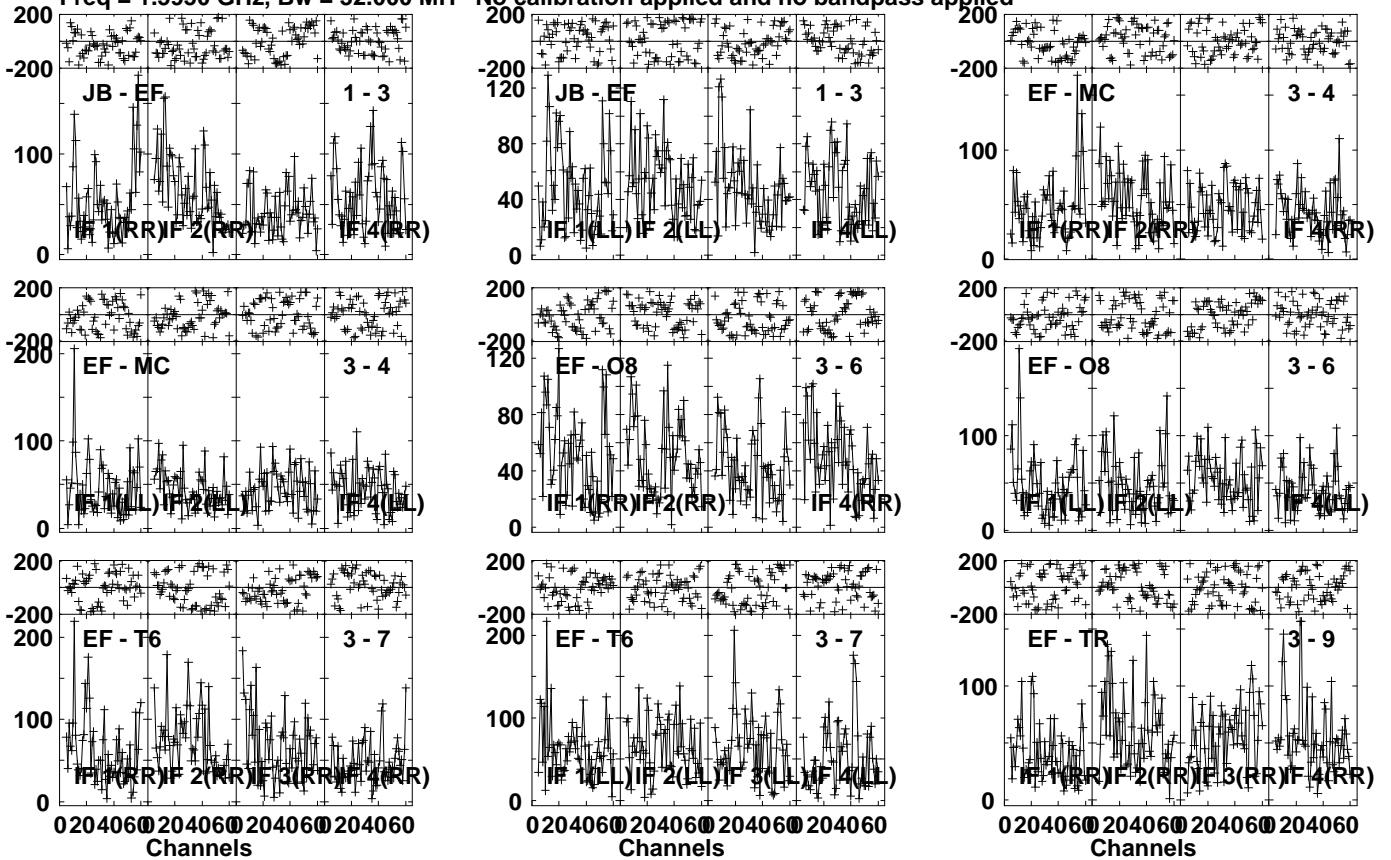 calibration applied and no bandpass applied
200
-200
JB - EF 1 - 3
100
0
IF 1(RR) IF 2(RR) IF 4(RR)
200
-200
JB - EF 1 - 3
120
80
40
0
IF 1(LL) IF 2(LL) IF 4(LL)
200
-200
EF - MC 3 - 4
100
0
IF 1(RR) IF 2(RR) IF 4(RR)
200
-200
200
EF - MC 3 - 4
100
0
IF 1(LL) IF 2(LL) IF 4(LL)
200
-200
120
EF - O8 3 - 6
80
40
0
IF 1(RR) IF 2(RR) IF 4(RR)
200
-200
EF - O8 3 - 6
100
0
IF 1(LL) IF 2(LL) IF 4(LL)
200
-200
200
EF - T6 3 - 7
100
0
IF 1(RR) IF 2(RR) IF 3(RR) IF 4(RR)
0 20 40 60 0 20 40 60 0 20 40 60 0 20 40 60
Channels
200
-200
200
EF - T6 3 - 7
100
0
IF 1(LL) IF 2(LL) IF 3(LL) IF 4(LL)
0 20 40 60 0 20 40 60 0 20 40 60 0 20 40 60
Channels
200
-200
EF - TR 3 - 9
100
0
IF 1(RR) IF 2(RR) IF 3(RR) IF 4(RR)
0 20 40 60 0 20 40 60 0 20 40 60 0 20 40 60
Channels